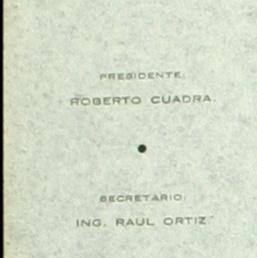 PRESIDENTE:
ROBERTO CUADRA.
SECRETARIO:
ING. RAUL ORTIZ